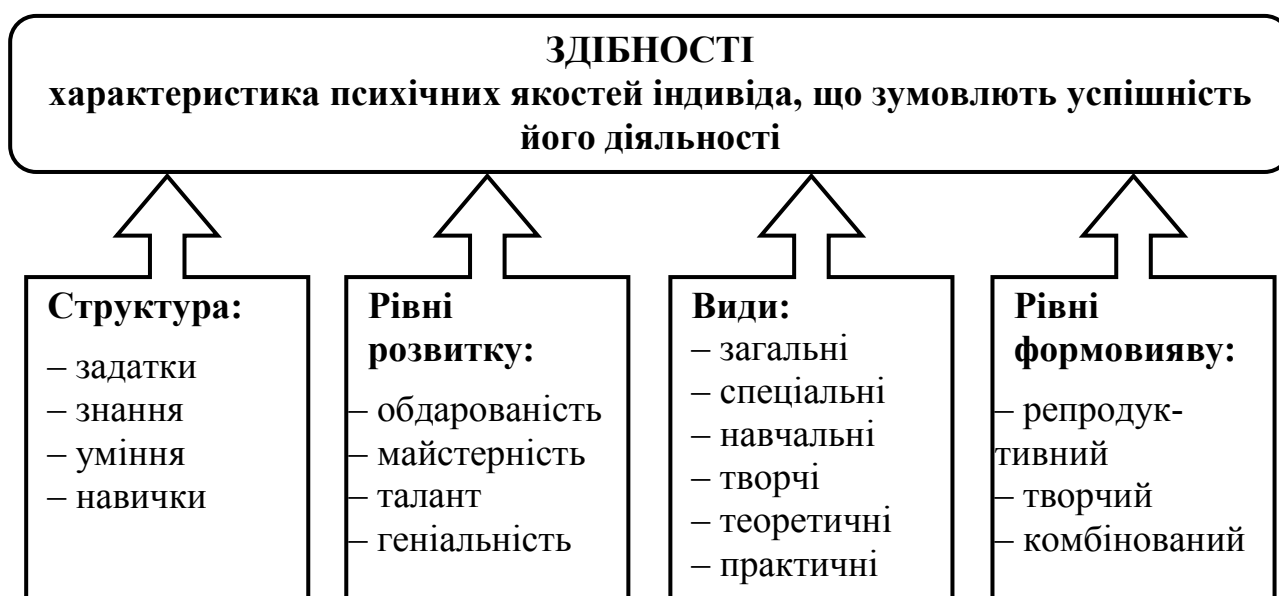 ЗДІБНОСТІ
характеристика психічних якостей індивіда, що зумовлють успішність
його діяльності
Структура:
– задатки
– знання
– уміння
– навички
Рівні
розвитку:
– обдарованість
– майстерність
– талант
– геніальність
Види:
– загальні
– спеціальні
– навчальні
– творчі
– теоретичні
– практичні
Рівні
формовияву:
– репродук-
тивний
– творчий
– комбінований